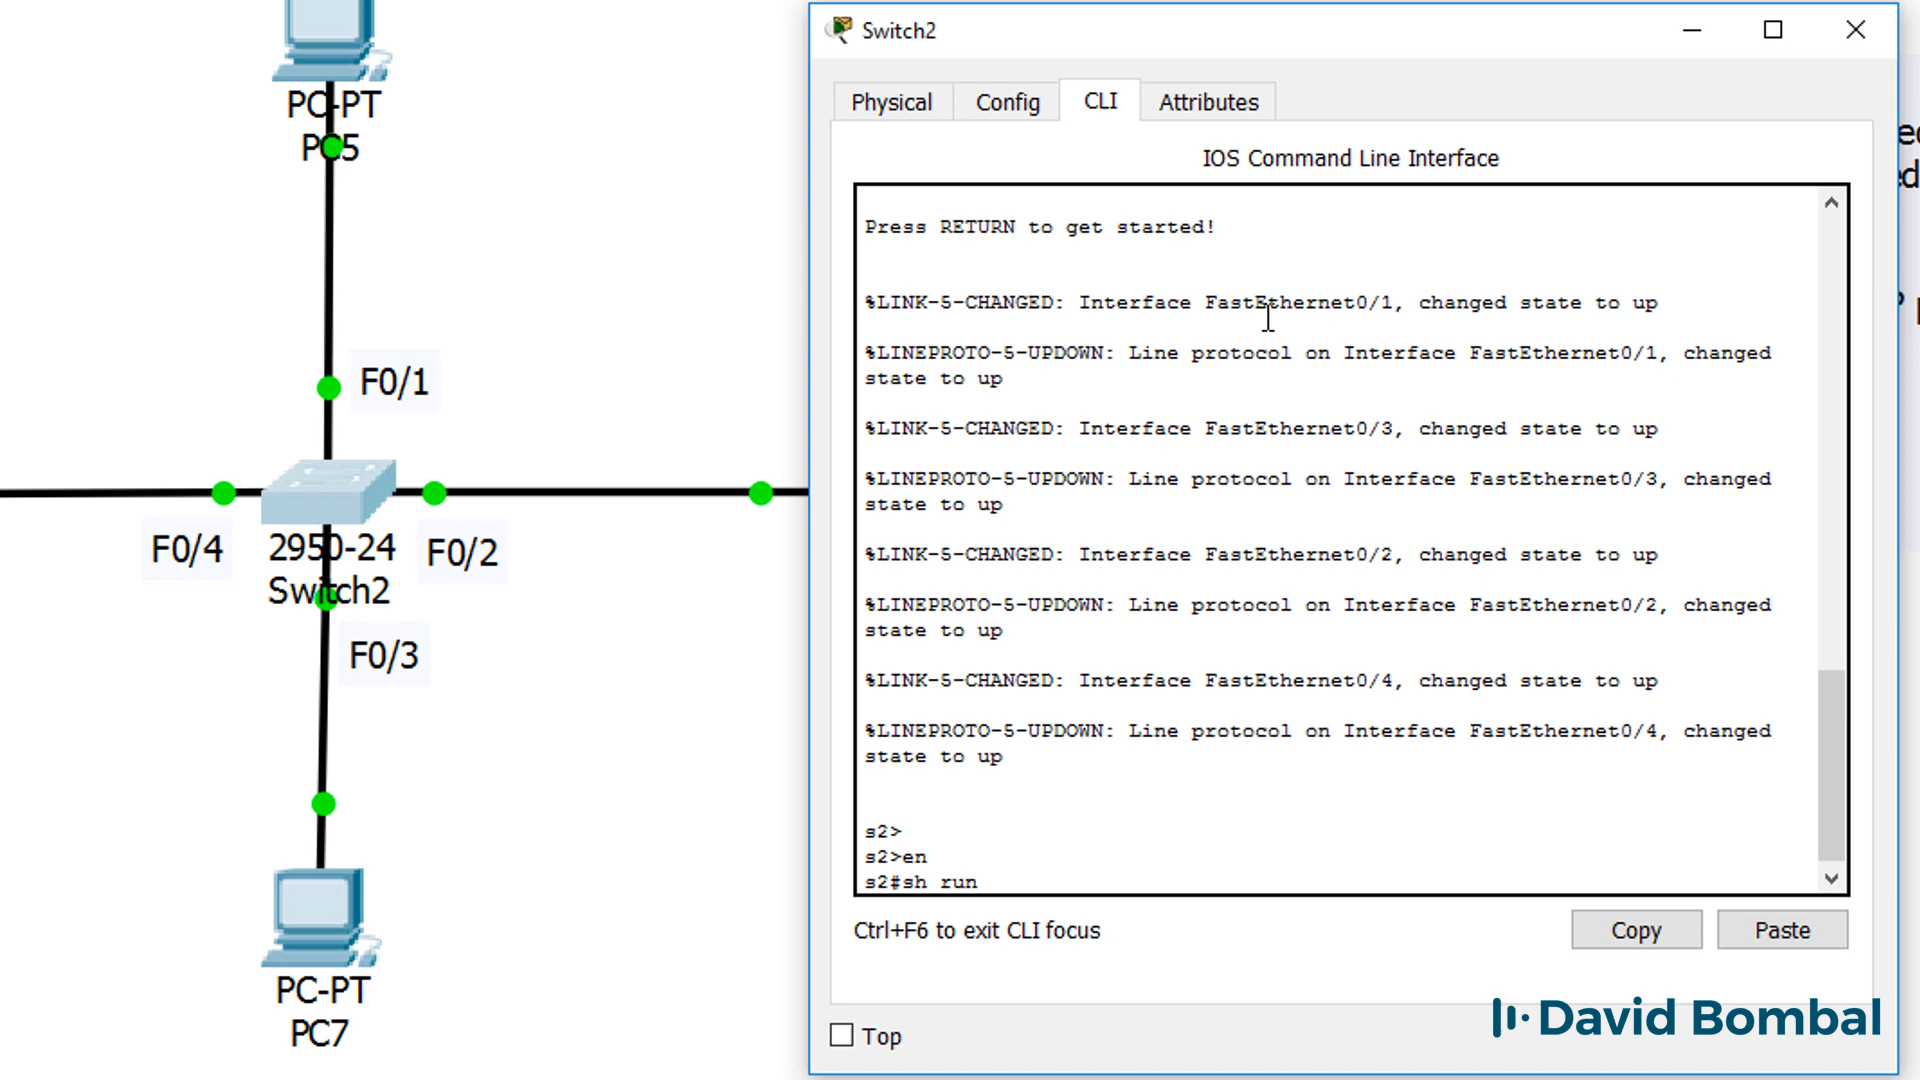 PC-PT
PC5
F0/1
F0/4
2950-24
Switch2
F0/2
F0/3
PC-PT
PC7
Switch2
Physical
Config
CLI
Attributes
IOS Command Line Interface
Press RETURN to get started!
%LINK-5-CHANGED: Interface FastEthernet0/1, changed state to up
%LINEPROTO-5-UPDOWN: Line protocol on Interface FastEthernet0/1, changed
state to up
%LINK-5-CHANGED: Interface FastEthernet0/3, changed state to up
%LINEPROTO-5-UPDOWN: Line protocol on Interface FastEthernet0/3, changed
state to up
%LINK-5-CHANGED: Interface FastEthernet0/2, changed state to up
%LINEPROTO-5-UPDOWN: Line protocol on Interface FastEthernet0/2, changed
state to up
%LINK-5-CHANGED: Interface FastEthernet0/4, changed state to up
%LINEPROTO-5-UPDOWN: Line protocol on Interface FastEthernet0/4, changed
state to up
s2>
s2>en
s2#sh run
Ctrl+F6 to exit CLI focus
Copy
Paste
Top
David Bombal